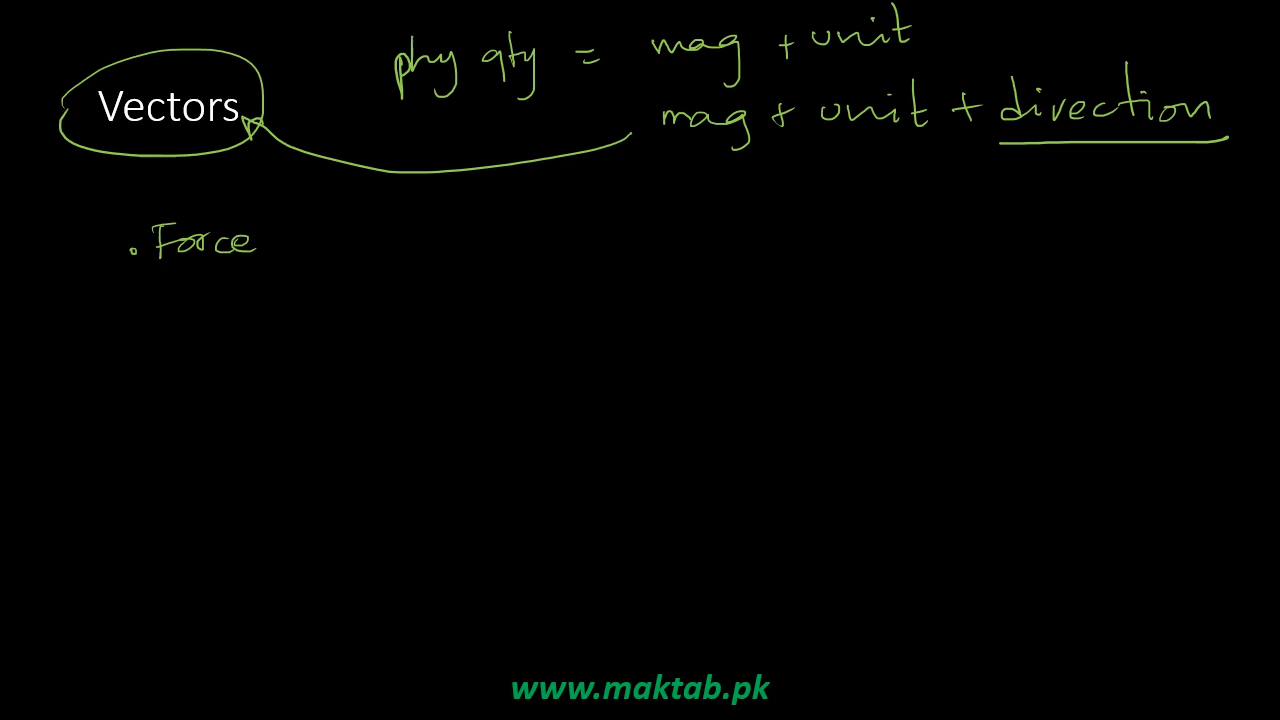 phy qty = mag + unit
Vectors
mag + unit + direction
. Force
www.maktab.pk